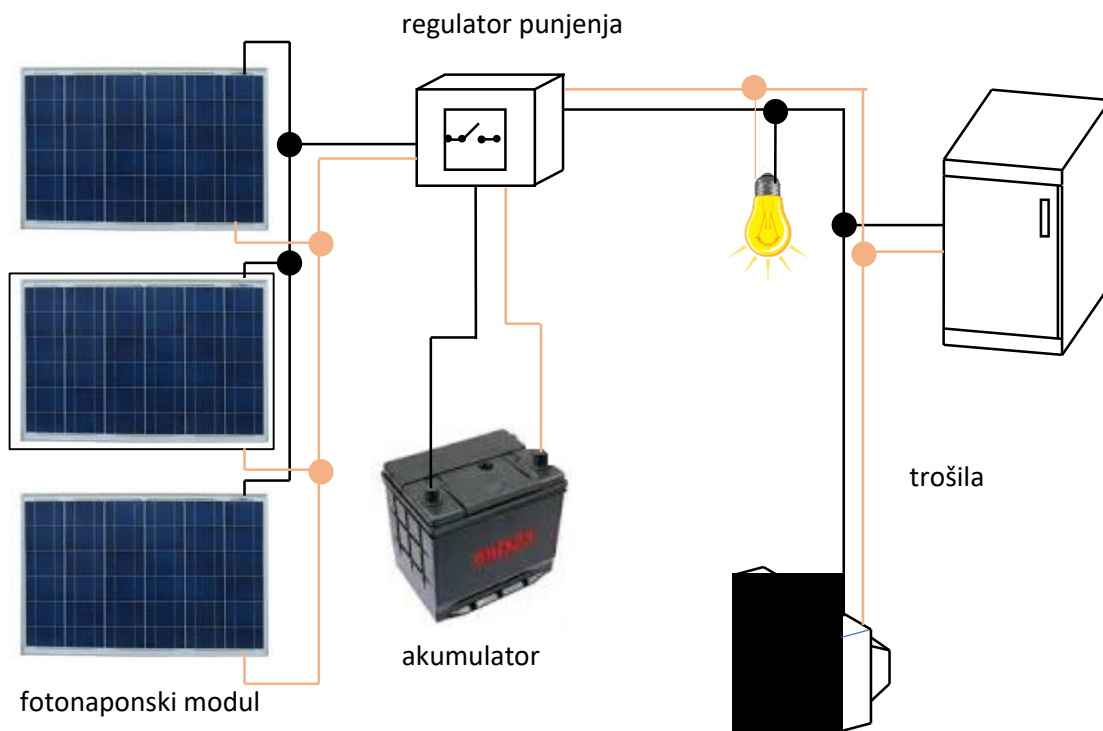 regulator punjenja
trošila
akumulator
fotonaponski modul